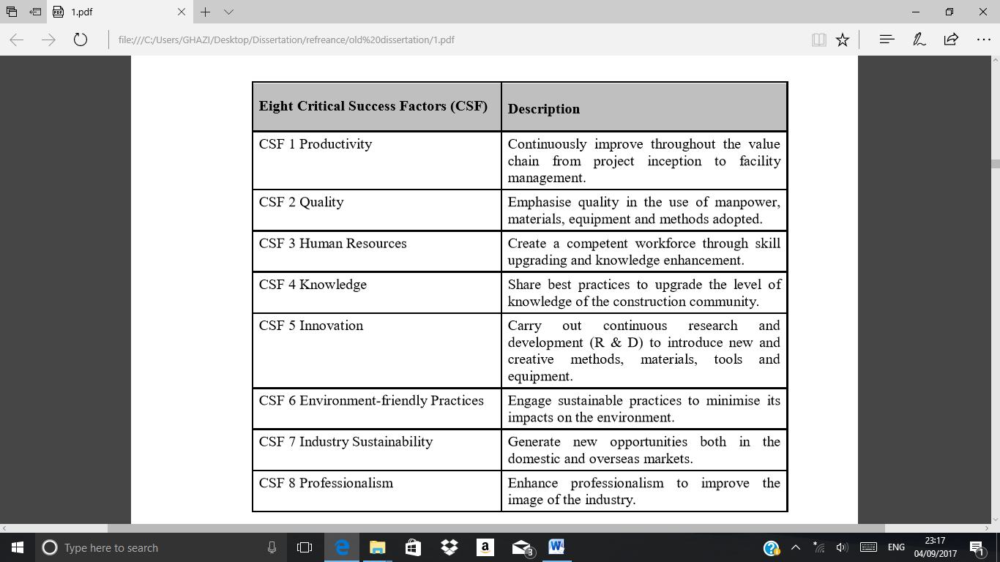 1.pdf
file:///C:/Users/GHAZI/Desktop/Dissertation/refreance/old%20dissertation/1.pdf
Eight Critical Success Factors (CSF)
Description
CSF 1 Productivity
Continuously improve throughout the value
chain from project inception to facility
management.
CSF 2 Quality
Emphasise quality in the use of manpower,
materials, equipment and methods adopted.
CSF 3 Human Resources
Create a competent workforce through skill
upgrading and knowledge enhancement.
CSF 4 Knowledge
Share best practices to upgrade the level of
knowledge of the construction community.
CSF 5 Innovation
Carry out continuous research and
development (R & D) to introduce new and
creative methods, materials, tools and
equipment.
CSF 6 Environment-friendly Practices
Engage sustainable practices to minimise its
impacts on the environment.
CSF 7 Industry Sustainability
Generate new opportunities both in the
domestic and overseas markets.
CSF 8 Professionalism
Enhance professionalism to improve the
image of the industry.
Type here to search
3
ENG
23:17
04/09/2017
1